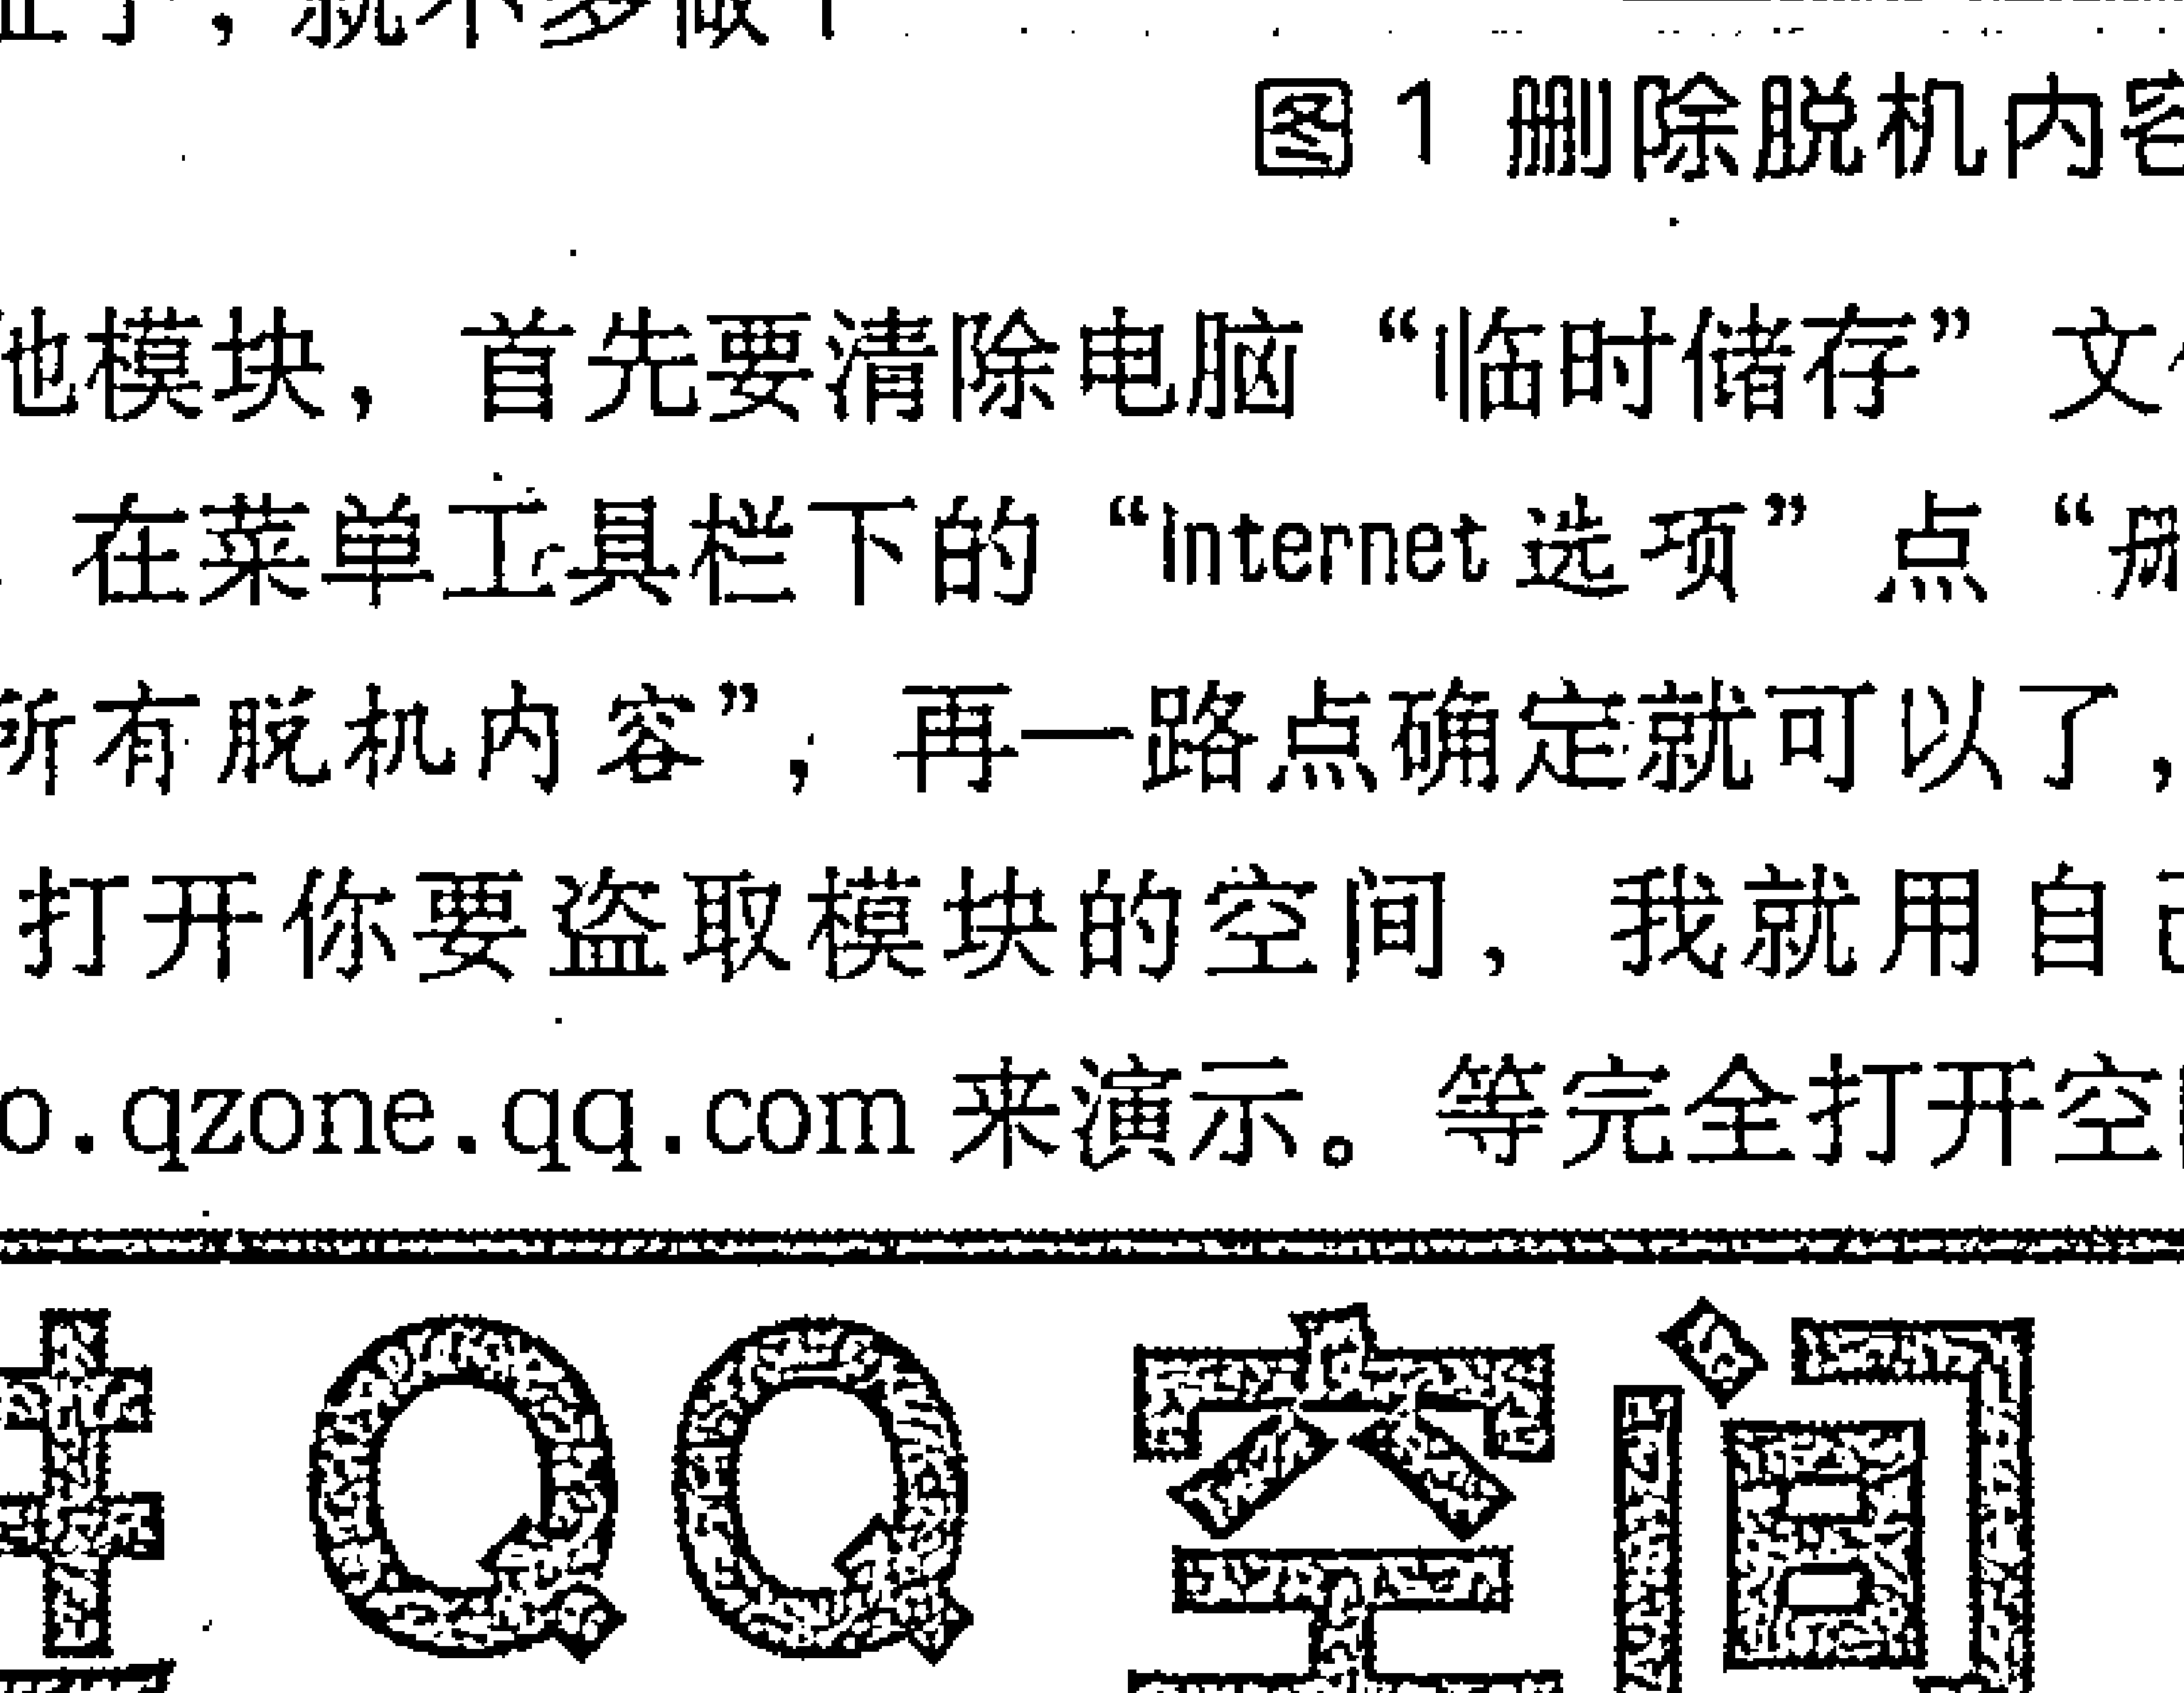 ，就不多做
图 1 删除脱机内容
他模块，首先要清除电脑“临时储存”文
在菜单工具栏下的“Internet 选项”点“删
所有脱机内容”，再一路点确定就可以了，
打开你要盗取模块的空间，我就用自己
o.qzone.qq.com 来演示。等完全打开空间
QQ 空间